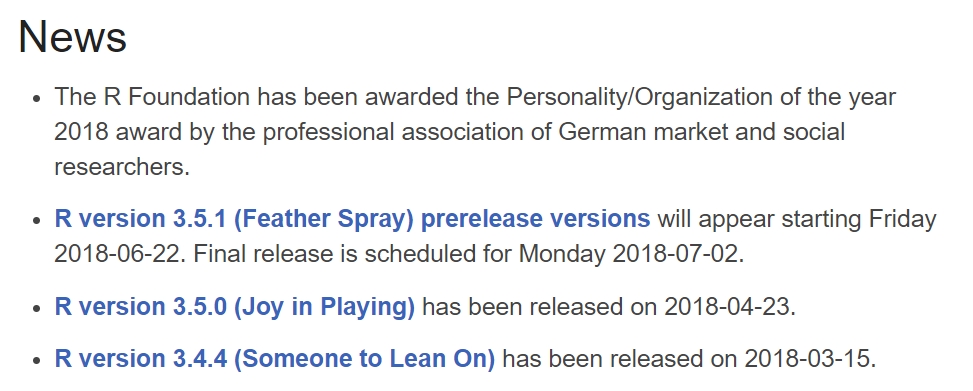 News
• The R Foundation has been awarded the Personality/Organization of the year
2018 award by the professional association of German market and social
researchers.
• R version 3.5.1 (Feather Spray) prerelease versions will appear starting Friday
2018-06-22. Final release is scheduled for Monday 2018-07-02.
• R version 3.5.0 (Joy in Playing) has been released on 2018-04-23.
• R version 3.4.4 (Someone to Lean On) has been released on 2018-03-15.